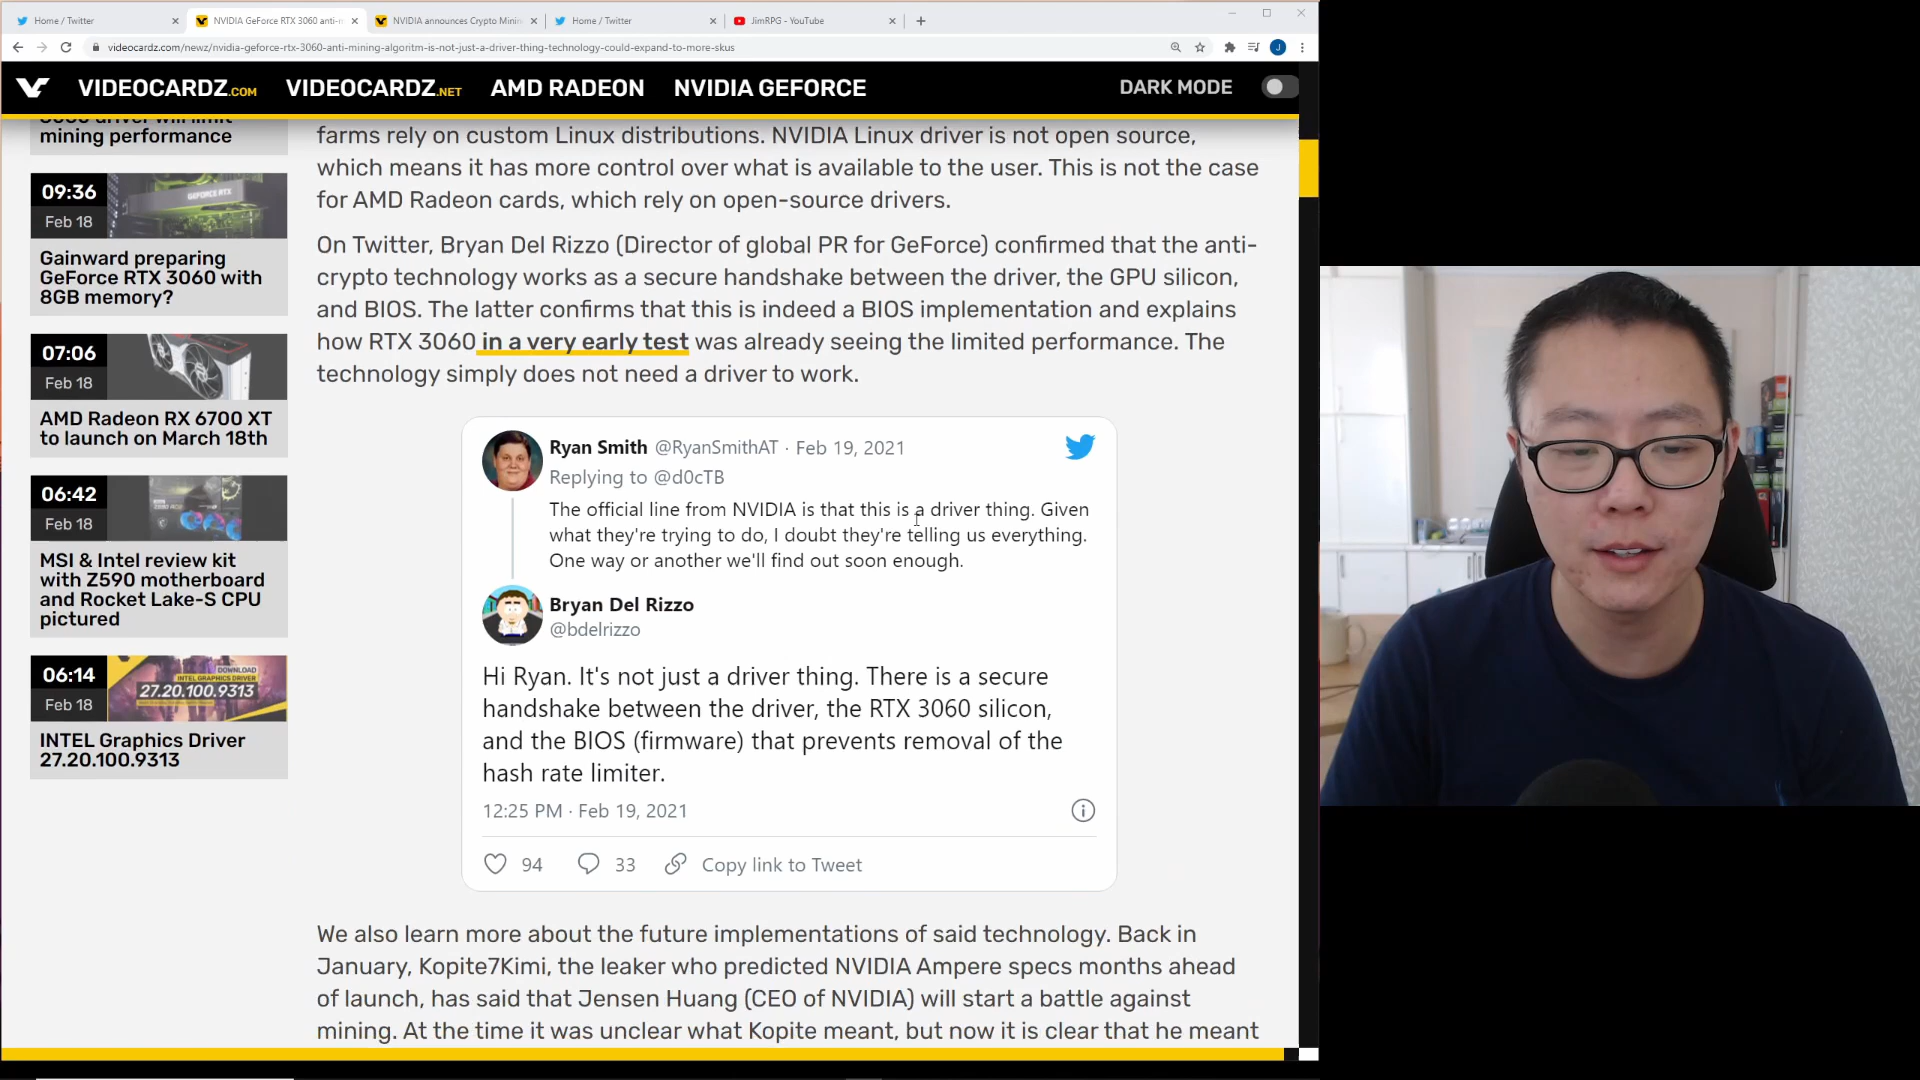 Home / Twitter
NVIDIA GeForce RTX 3060 anti-m
NVIDIA announces Crypto Minin
Home / Twitter
JimRPG - YouTube
videocardz.com/newz/nvidia-geforce-rtx-3060-anti-mining-algoritm-is-not-just-a-driver-thing-technology-could-expand-to-more-skus
J
VIDEOCARDZ.COM
VIDEOCARDZ.NET
AMD RADEON
NVIDIA GEFORCE
DARK MODE
3060 driver will limit
mining performance
09:36
Feb 18
GEFORCE RTX
Gainward preparing
GeForce RTX 3060 with
8GB memory?
07:06
Feb 18
AMD Radeon RX 6700 XT
to launch on March 18th
06:42
Feb 18
MSI & Intel review kit
with Z590 motherboard
and Rocket Lake-S CPU
pictured
06:14
Feb 18
DOWNLOAD
INTEL GRAPHICS DRIVER
27.20.100.9313
INTEL Graphics Driver
27.20.100.9313
farms rely on custom Linux distributions. NVIDIA Linux driver is not open source,
which means it has more control over what is available to the user. This is not the case
for AMD Radeon cards, which rely on open-source drivers.
On Twitter, Bryan Del Rizzo (Director of global PR for GeForce) confirmed that the anti-
crypto technology works as a secure handshake between the driver, the GPU silicon,
and BIOS. The latter confirms that this is indeed a BIOS implementation and explains
how RTX 3060 in a very early test was already seeing the limited performance. The
technology simply does not need a driver to work.
Ryan Smith @RyanSmithAT · Feb 19, 2021
Replying to @d0cTB
The official line from NVIDIA is that this is a driver thing. Given
what they're trying to do, I doubt they're telling us everything.
One way or another we'll find out soon enough.
Bryan Del Rizzo
@bdelrizzo
Hi Ryan. It's not just a driver thing. There is a secure
handshake between the driver, the RTX 3060 silicon,
and the BIOS (firmware) that prevents removal of the
hash rate limiter.
12:25 PM · Feb 19, 2021
94
33
Copy link to Tweet
We also learn more about the future implementations of said technology. Back in
January, Kopite7Kimi, the leaker who predicted NVIDIA Ampere specs months ahead
of launch, has said that Jensen Huang (CEO of NVIDIA) will start a battle against
mining. At the time it was unclear what Kopite meant, but now it is clear that he meant